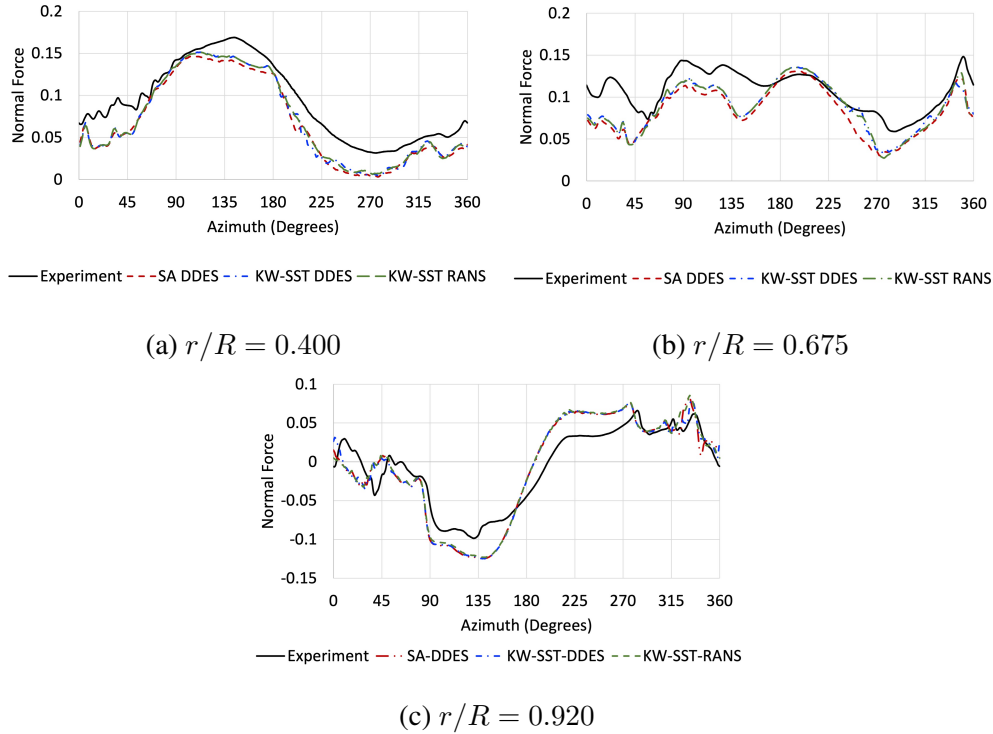 Normal Force
0.2
0.15
0.1
0.05
0
0 45 90 135 180 225 270 315 360
Azimuth (Degrees)
Experiment SA DDES KW-SST DDES KW-SST RANS
(a) r/R = 0.400
Normal Force
0.2
0.15
0.1
0.05
0
0 45 90 135 180 225 270 315 360
Azimuth (Degrees)
Experiment SA DDES KW-SST DDES KW-SST RANS
(b) r/R = 0.675
Normal Force
0.1
0.05
0
-0.05
-0.1
-0.15
0 45 90 135 180 225 270 315 360
Azimuth (Degrees)
Experiment SA-DDES KW-SST-DDES KW-SST-RANS
(c) r/R = 0.920